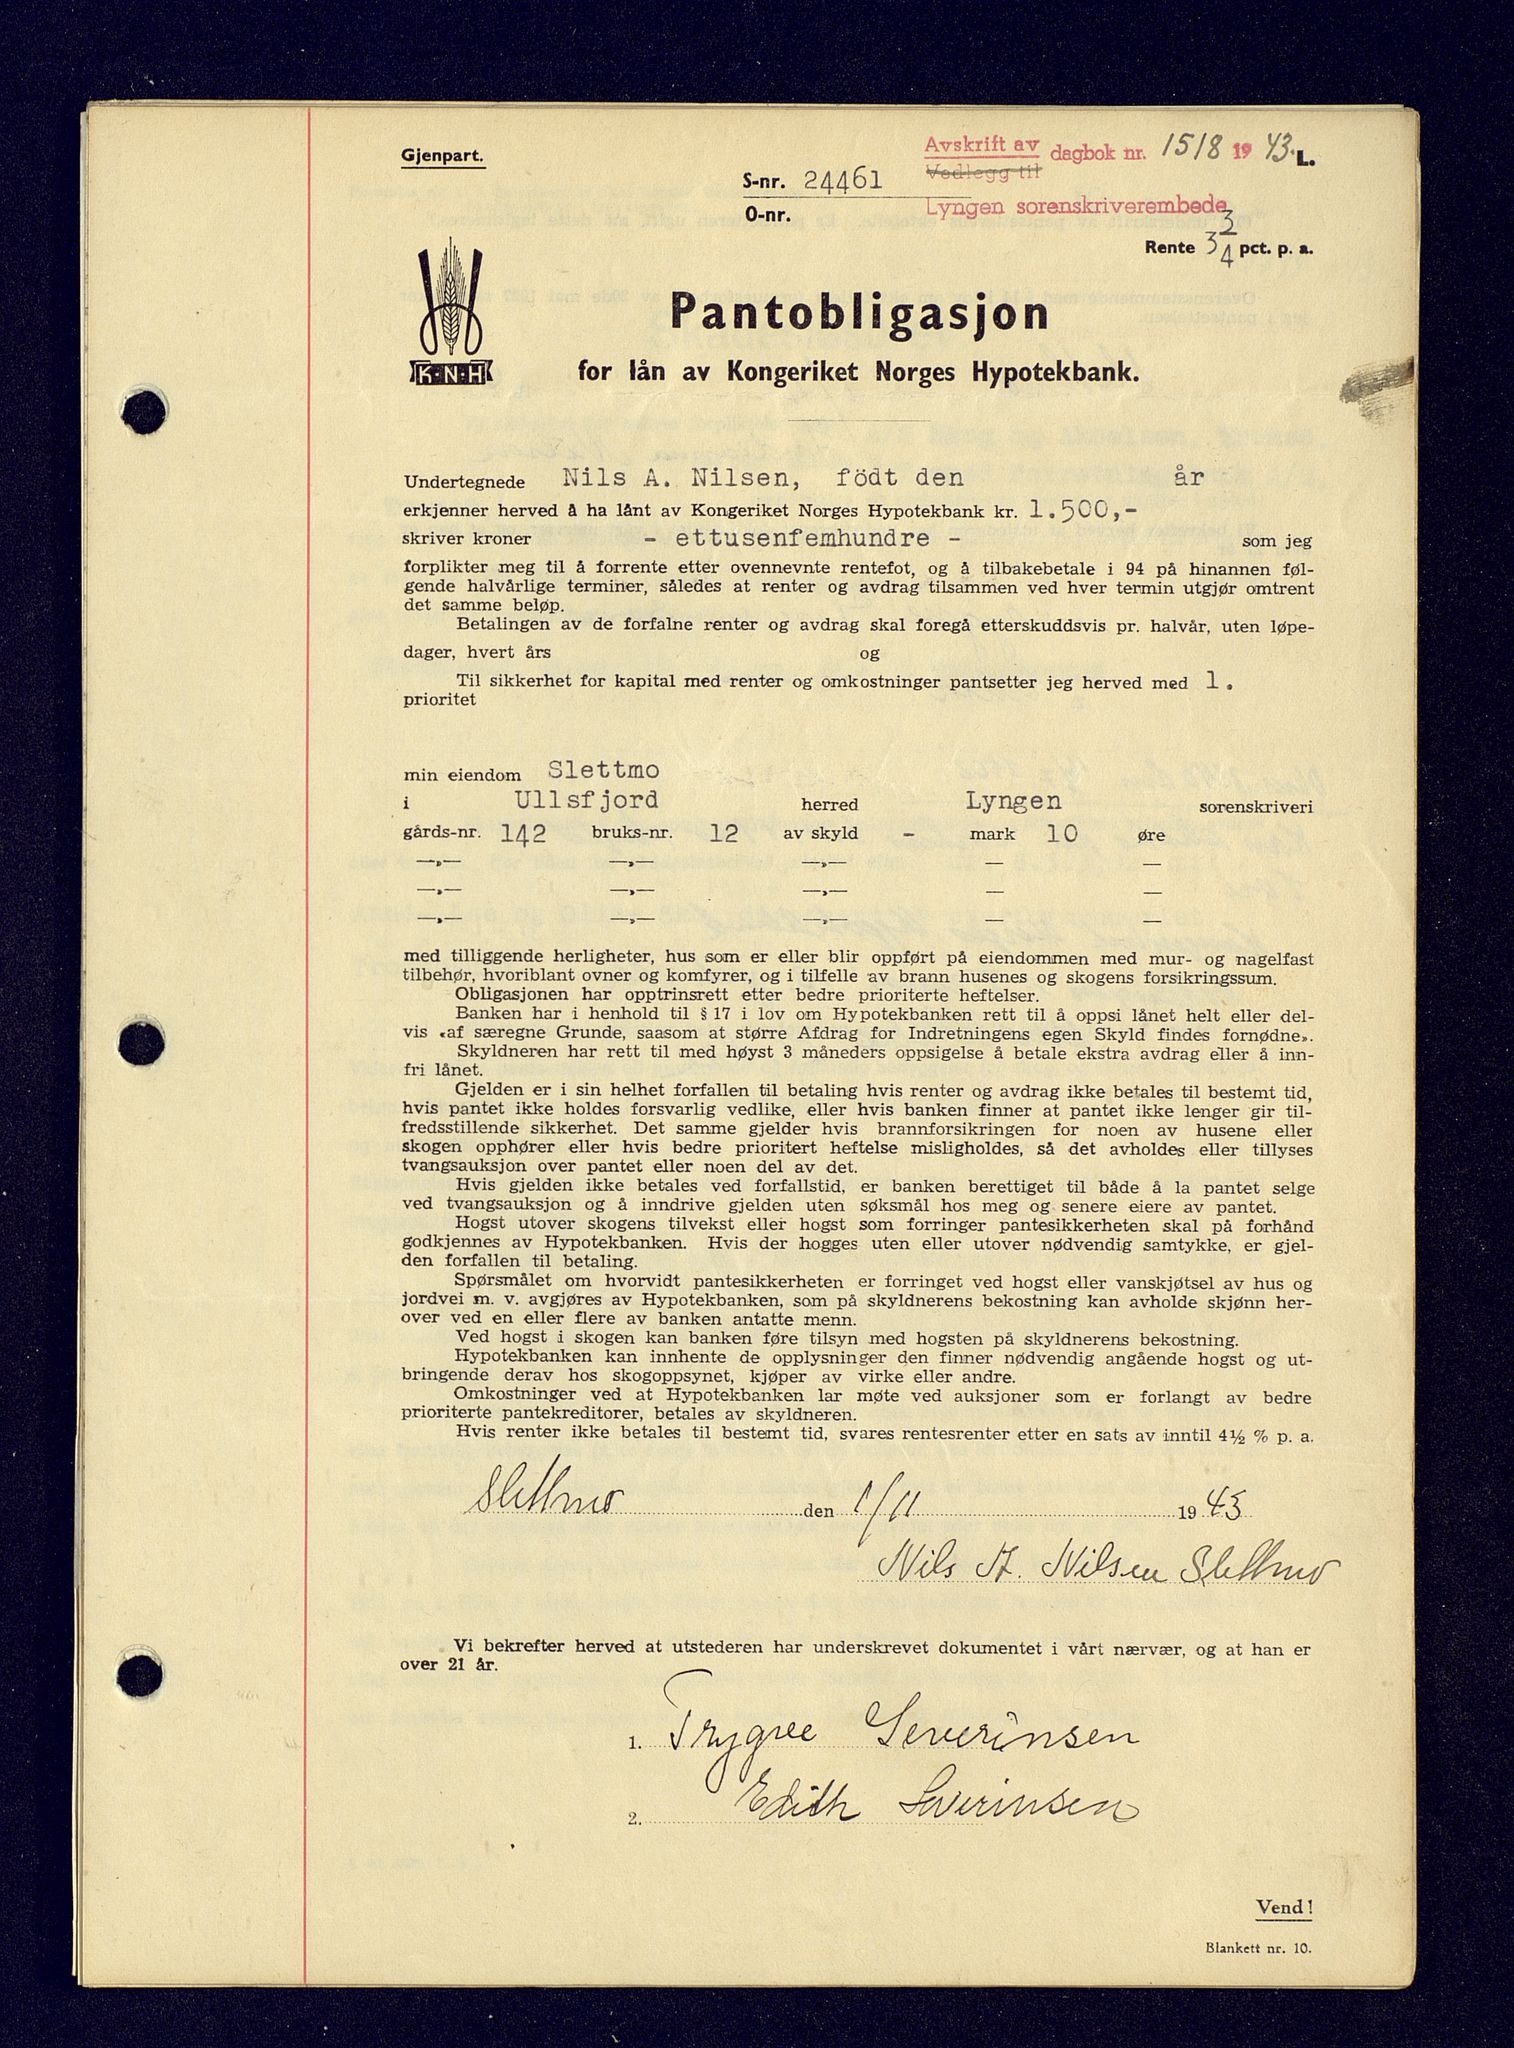 Gjenpart.
Avskrift av
Vedlegg til
dagbok nr. 1518 1943. L.
S-nr. 24461
O-nr.
Lyngen sorenskriverembede
Rente 3 3/4 pct. p. a.
K·N·H
Pantobligasjon
for lån av Kongeriket Norges Hypotekbank.
Undertegnede Nils A. Nilsen, födt den år
erkjenner herved å ha lånt av Kongeriket Norges Hypotekbank kr. 1.500,-
skriver kroner - ettusenfemhundre - som jeg
forplikter meg til å forrente etter ovennevnte rentefot, og å tilbakebetale i 94 på hinannen føl-
gende halvårlige terminer, således at renter og avdrag tilsammen ved hver termin utgjør omtrent
det samme beløp.
Betalingen av de forfalne renter og avdrag skal foregå etterskuddsvis pr. halvår, uten løpe-
dager, hvert års og
Til sikkerhet for kapital med renter og omkostninger pantsetter jeg herved med 1.
prioritet
min eiendom Slettmo
i Ullsfjord herred Lyngen sorenskriveri
gårds-nr. 142 bruks-nr. 12 av skyld - mark 10 øre
—„— —„— —„— — —
—„— —„— —„— — —
—„— —„— —„— — —
med tilliggende herligheter, hus som er eller blir oppført på eiendommen med mur- og nagelfast
tilbehør, hvoriblant ovner og komfyrer, og i tilfelle av brann husenes og skogens forsikringssum.
Obligasjonen har opptrinsrett etter bedre prioriterte heftelser.
Banken har i henhold til § 17 i lov om Hypotekbanken rett til å oppsi lånet helt eller del-
vis «af særegne Grunde, saasom at større Afdrag for Indretningens egen Skyld findes fornødne».
Skyldneren har rett til med høyst 3 måneders oppsigelse å betale ekstra avdrag eller å inn-
fri lånet.
Gjelden er i sin helhet forfallen til betaling hvis renter og avdrag ikke betales til bestemt tid,
hvis pantet ikke holdes forsvarlig vedlike, eller hvis banken finner at pantet ikke lenger gir til-
fredsstillende sikkerhet. Det samme gjelder hvis brannforsikringen for noen av husene eller
skogen opphører eller hvis bedre prioritert heftelse misligholdes, så det avholdes eller tillyses
tvangsauksjon over pantet eller noen del av det.
Hvis gjelden ikke betales ved forfallstid, er banken berettiget til både å la pantet selge
ved tvangsauksjon og å inndrive gjelden uten søksmål hos meg og senere eiere av pantet.
Hogst utover skogens tilvekst eller hogst som forringer pantesikkerheten skal på forhånd
godkjennes av Hypotekbanken. Hvis der hogges uten eller utover nødvendig samtykke, er gjel-
den forfallen til betaling.
Spørsmålet om hvorvidt pantesikkerheten er forringet ved hogst eller vanskjøtsel av hus og
jordvei m. v. avgjøres av Hypotekbanken, som på skyldnerens bekostning kan avholde skjønn her-
over ved en eller flere av banken antatte menn.
Ved hogst i skogen kan banken føre tilsyn med hogsten på skyldnerens bekostning.
Hypotekbanken kan innhente de opplysninger den finner nødvendig angående hogst og ut-
bringende derav hos skogoppsynet, kjøper av virke eller andre.
Omkostninger ved at Hypotekbanken lar møte ved auksjoner som er forlangt av bedre
prioriterte pantekreditorer, betales av skyldneren.
Hvis renter ikke betales til bestemt tid, svares rentesrenter etter en sats av inntil 4½ % p. a.
Slettmo den 1/11 1943
Nils A. Nilsen Slettmo
Vi bekrefter herved at utstederen har underskrevet dokumentet i vårt nærvær, og at han er
over 21 år.
1. Trygve Severinsen
2. Edith Severinsen
Vend!
Blankett nr. 10.